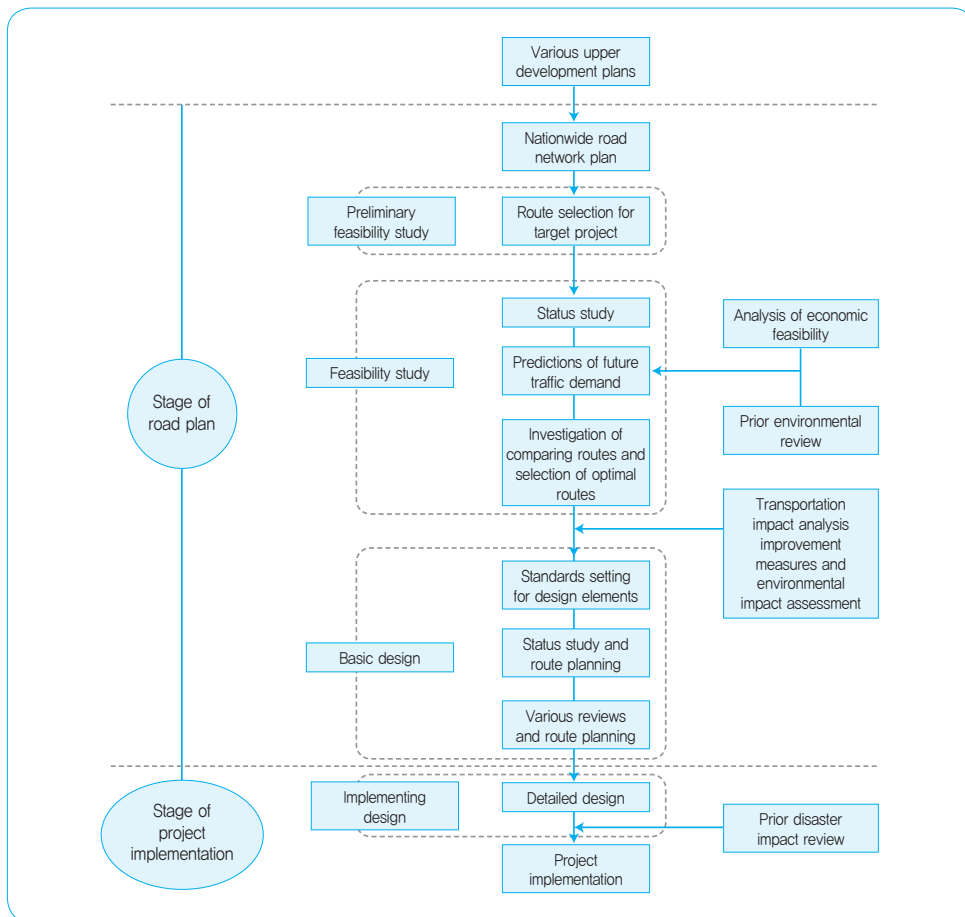 Various upper
development plans
Nationwide road
network plan
Preliminary
feasibility study
Route selection for
target project
Status study
Analysis of economic
feasibility
Feasibility study
Predictions of future
traffic demand
Stage of
road plan
Prior environmental
review
Investigation of
comparing routes and
selection of optimal
routes
Transportation
impact analysis
improvement
measures and
environmental
impact assessment
Standards setting
for design elements
Basic design
Status study and
route planning
Various reviews
and route planning
Implementing
design
Detailed design
Stage of
project
implementation
Prior disaster
impact review
Project
implementation